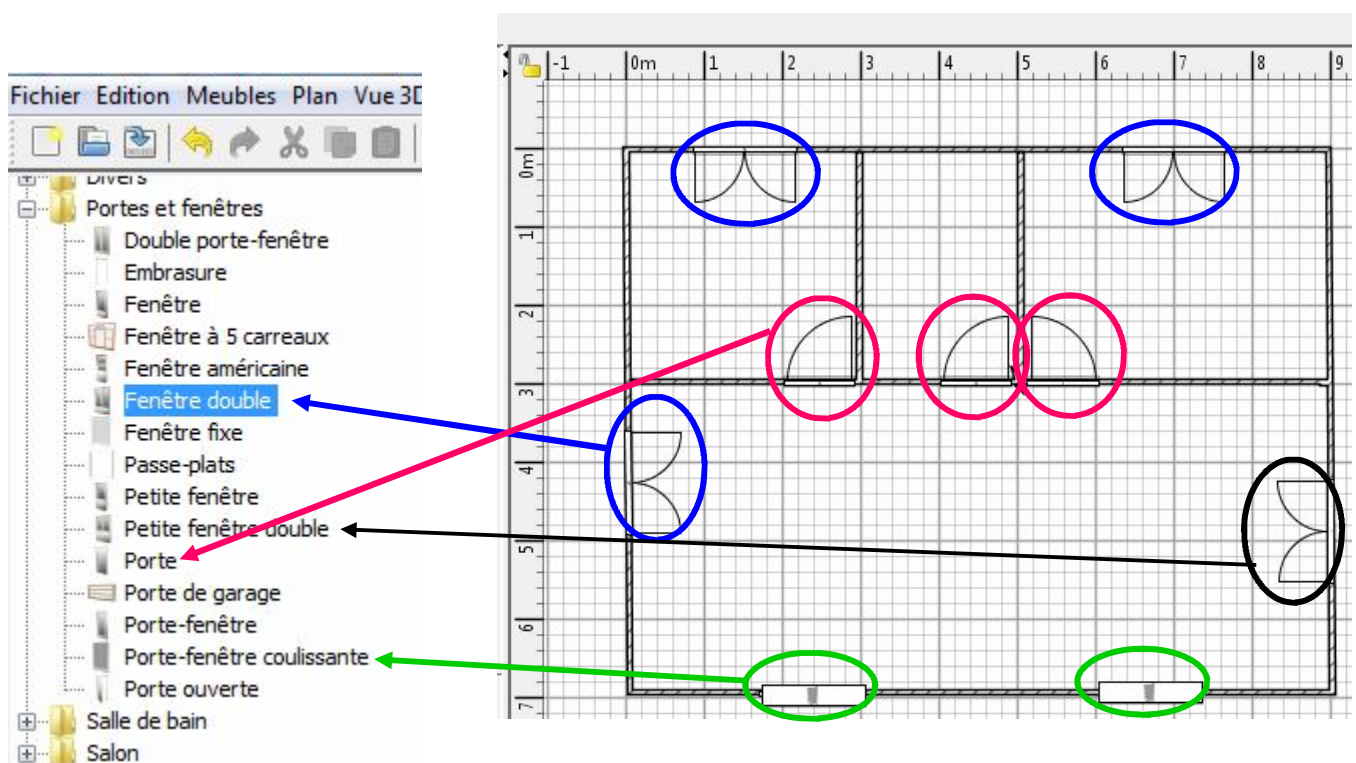 Fichier Edition Meubles Plan Vue 3D
Divers
Portes et fenêtres
Double porte-fenêtre
Embrasure
Fenêtre
Fenêtre à 5 carreaux
Fenêtre américaine
Fenêtre double
Fenêtre fixe
Passe-plats
Petite fenêtre
Petite fenêtre double
Porte
Porte de garage
Porte-fenêtre
Porte-fenêtre coulissante
Porte ouverte
Salle de bain
Salon
-1 0m 1 2 3 4 5 6 7 8 9
0m
1
2
3
4
5
6
7